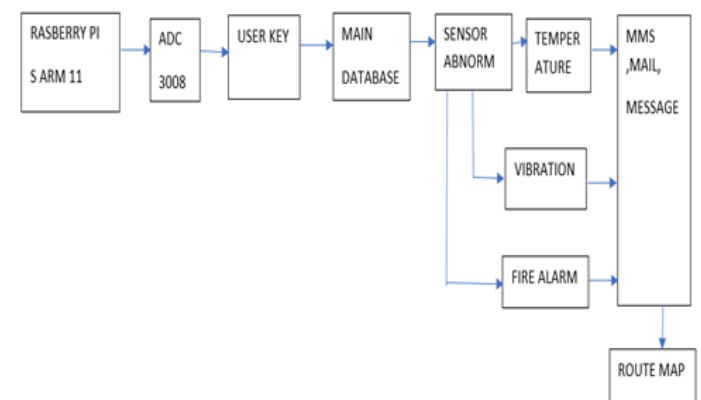 RASBERRY PI
S ARM 11
ADC
3008
USER KEY
MAIN
DATABASE
SENSOR
ABNORM
TEMPER
ATURE
MMS
,MAIL,
MESSAGE
VIBRATION
FIRE ALARM
ROUTE MAP